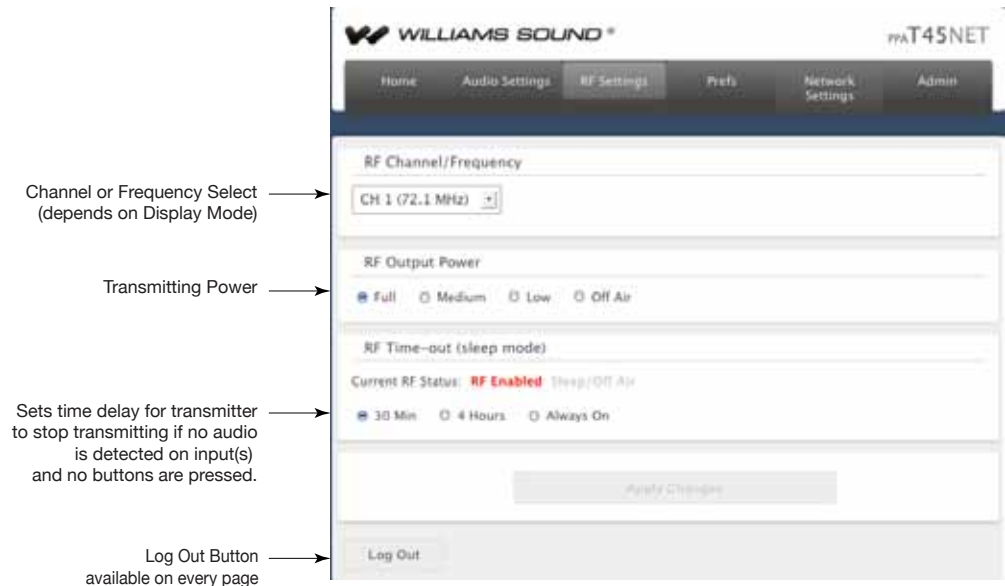 WILLIAMS SOUND®
PPA T45NET
Home Audio Settings RF Settings Prefs Network Settings Admin
RF Channel/Frequency
Channel or Frequency Select
(depends on Display Mode)
CH 1 (72.1 MHz)
RF Output Power
Transmitting Power
Full Medium Low Off Air
RF Time-out (sleep mode)
Current RF Status: RF Enabled Sleep/Off Air
Sets time delay for transmitter
to stop transmitting if no audio
is detected on input(s)
and no buttons are pressed.
30 Min 4 Hours Always On
Apply Changes
Log Out Button
available on every page
Log Out